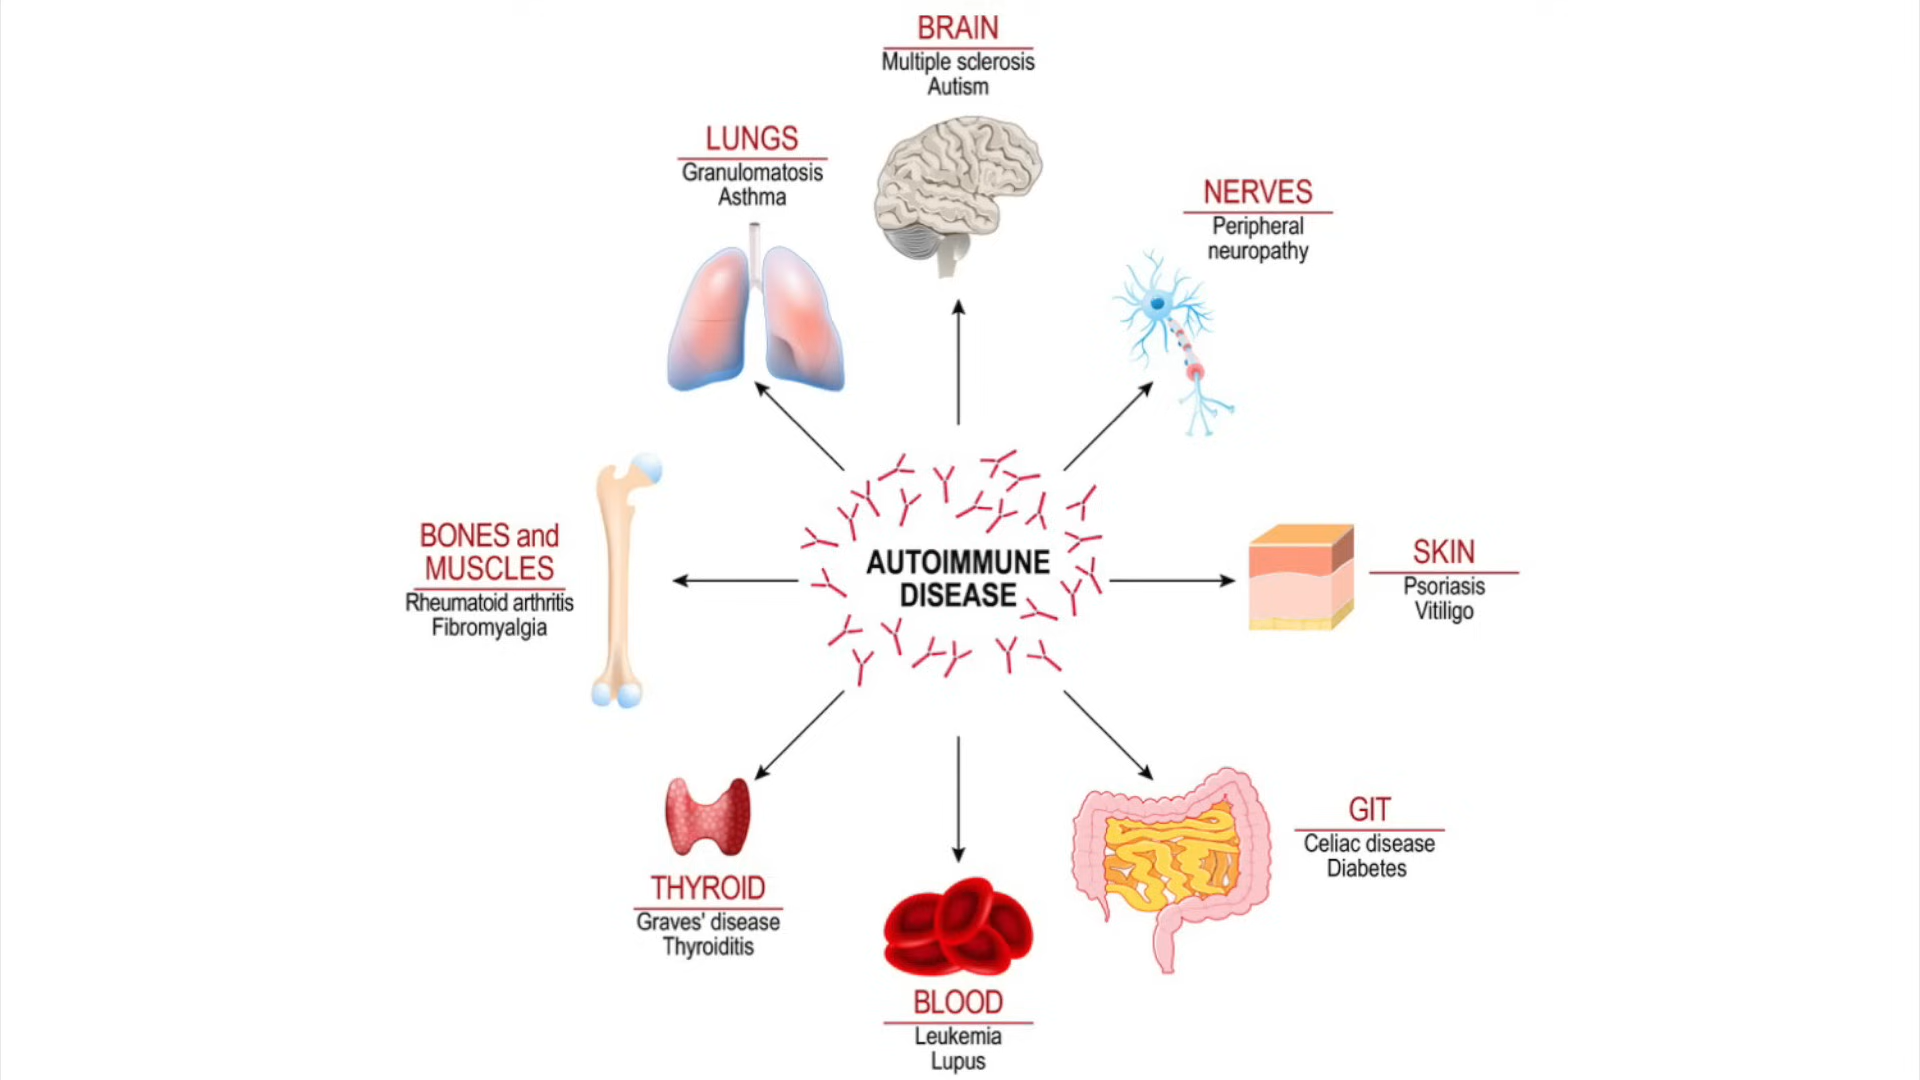 BRAIN
Multiple sclerosis
Autism
LUNGS
Granulomatosis
Asthma
NERVES
Peripheral
neuropathy
BONES and
MUSCLES
Rheumatoid arthritis
Fibromyalgia
AUTOIMMUNE
DISEASE
SKIN
Psoriasis
Vitiligo
THYROID
Graves' disease
Thyroiditis
GIT
Celiac disease
Diabetes
BLOOD
Leukemia
Lupus